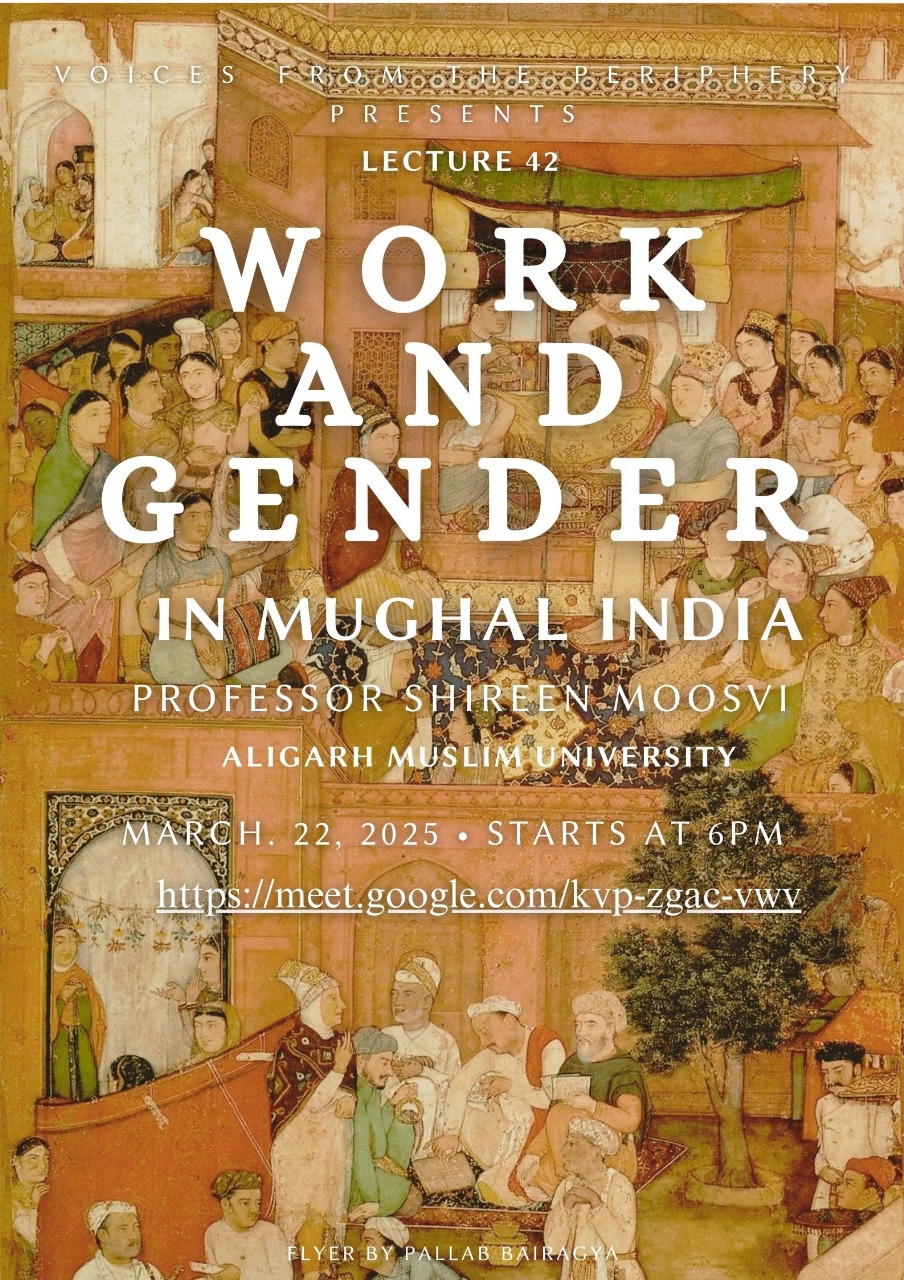 VOICES FROM THE PERIPHERY
PRESENTS
LECTURE 42
WORK
AND
GENDER
IN MUGHAL INDIA
PROFESSOR SHIREEN MOOSVI
ALIGARH MUSLIM UNIVERSITY
MARCH. 22, 2025 • STARTS AT 6PM
https://meet.google.com/kvp-zgac-vwv
FLYER BY PALLAB BAIRAGYA